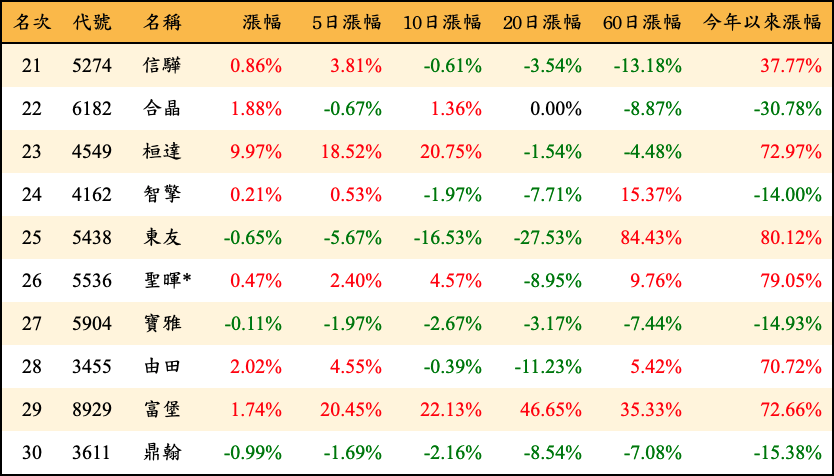 名次 代號 名稱 漲幅 5日漲幅 10日漲幅 20日漲幅 60日漲幅 今年以來漲幅
21 5274 信驊 0.86% 3.81% -0.61% -3.54% -13.18% 37.77%
22 6182 合晶 1.88% -0.67% 1.36% 0.00% -8.87% -30.78%
23 4549 桓達 9.97% 18.52% 20.75% -1.54% -4.48% 72.97%
24 4162 智擎 0.21% 0.53% -1.97% -7.71% 15.37% -14.00%
25 5438 東友 -0.65% -5.67% -16.53% -27.53% 84.43% 80.12%
26 5536 聖暉* 0.47% 2.40% 4.57% -8.95% 9.76% 79.05%
27 5904 寶雅 -0.11% -1.97% -2.67% -3.17% -7.44% -14.93%
28 3455 由田 2.02% 4.55% -0.39% -11.23% 5.42% 70.72%
29 8929 富堡 1.74% 20.45% 22.13% 46.65% 35.33% 72.66%
30 3611 鼎翰 -0.99% -1.69% -2.16% -8.54% -7.08% -15.38%